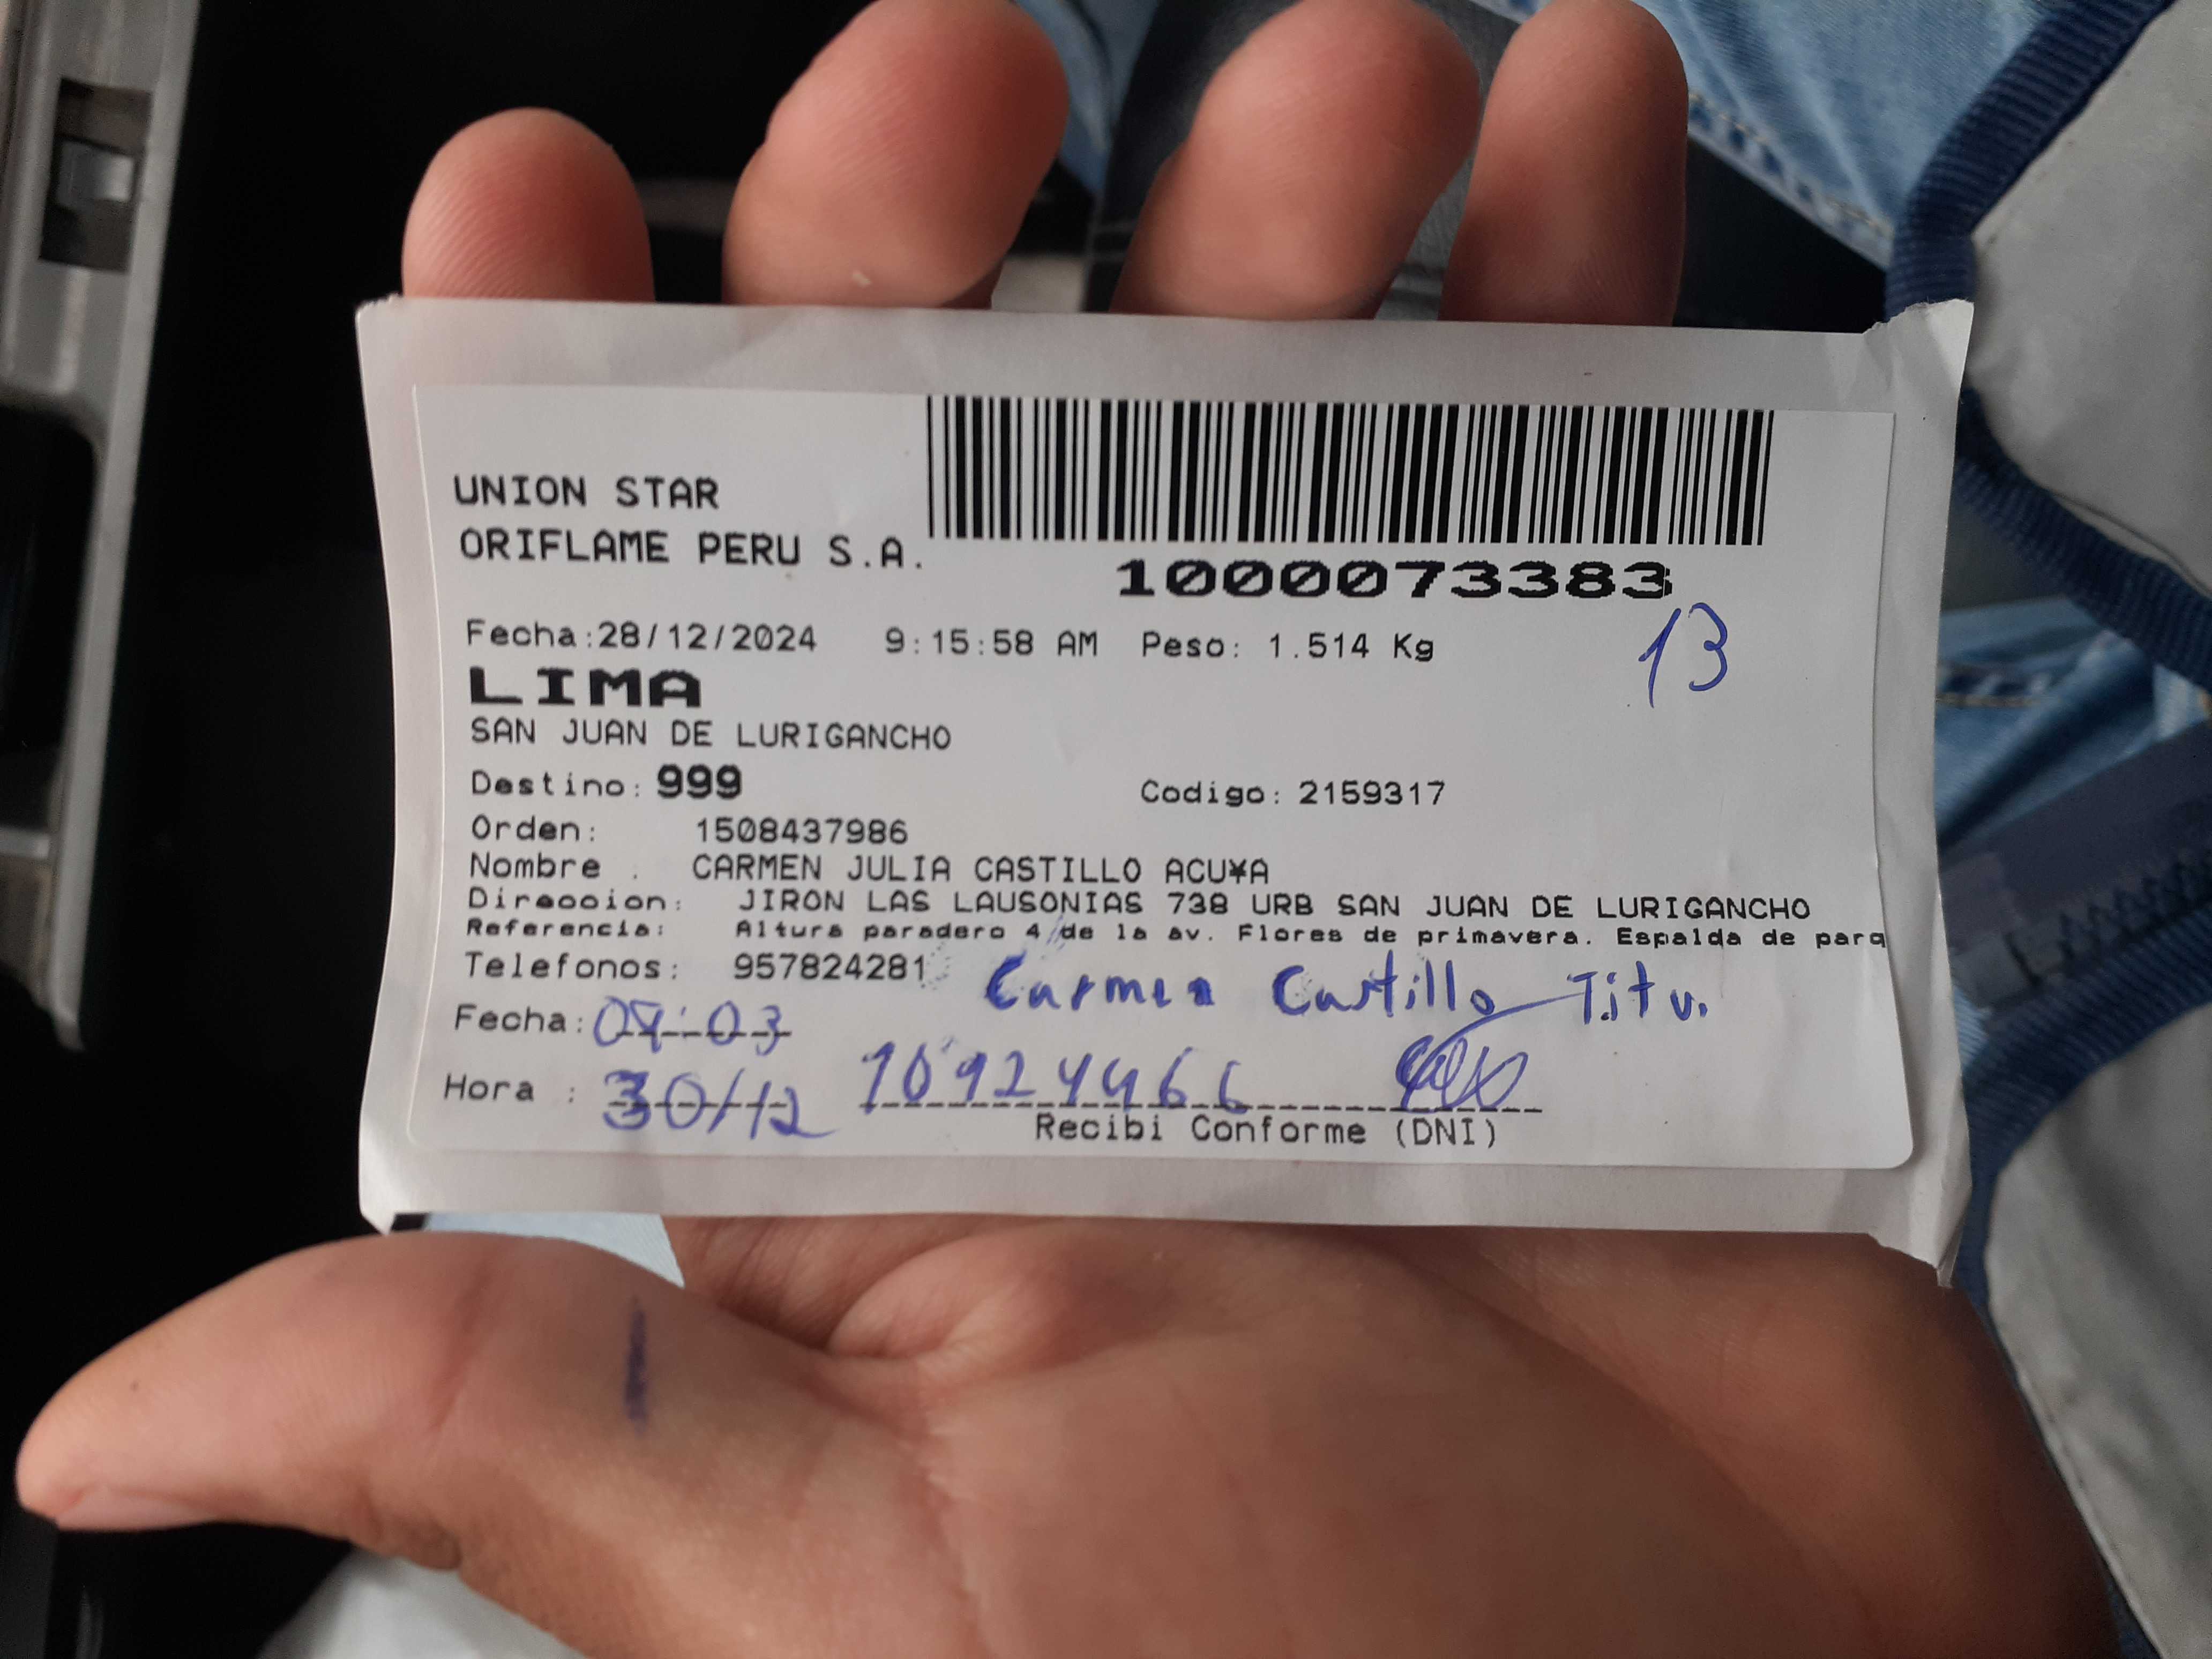 UNION STAR
ORIFLAME PERU S.A.
1000073383
Fecha:28/12/2024 9:15:58 AM Peso: 1.514 Kg
13
LIMA
SAN JUAN DE LURIGANCHO
Destino: 999 Codigo: 2159317
Orden: 1508437986
Nombre : CARMEN JULIA CASTILLO ACU¥A
Direccion: JIRON LAS LAUSONIAS 738 URB SAN JUAN DE LURIGANCHO
Referencia: Altura paradero 4 de la av. Flores de primavera. Espalda de parq
Telefonos: 957824281
Carmen Castillo Titu.
Fecha: 04:03
Hora : 30/12 10924466
Recibi Conforme (DNI)